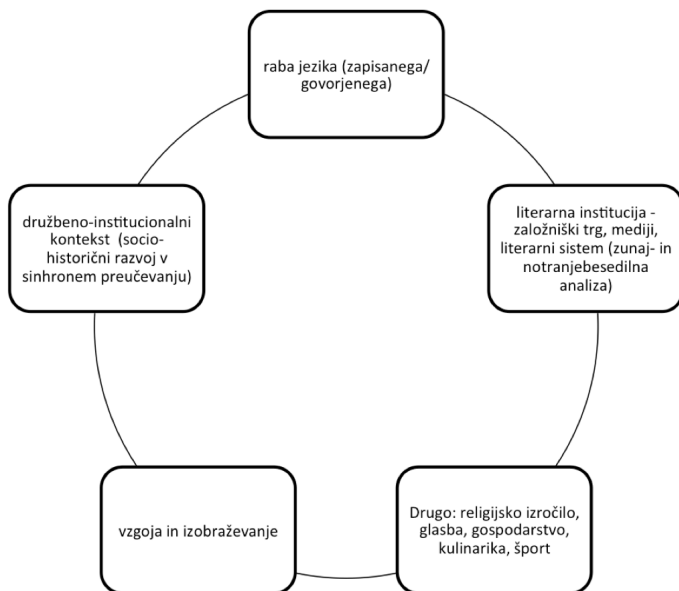 raba jezika (zapisanega/
govorjenega)
družbeno-institucionalni
kontekst (socio-
historični razvoj v
sinhronem preučevanju)
literarna institucija -
založniški trg, mediji,
literarni sistem (zunaj- in
notranjebesedilna
analiza)
vzgoja in izobraževanje
Drugo: religijsko izročilo,
glasba, gospodarstvo,
kulinarika, šport